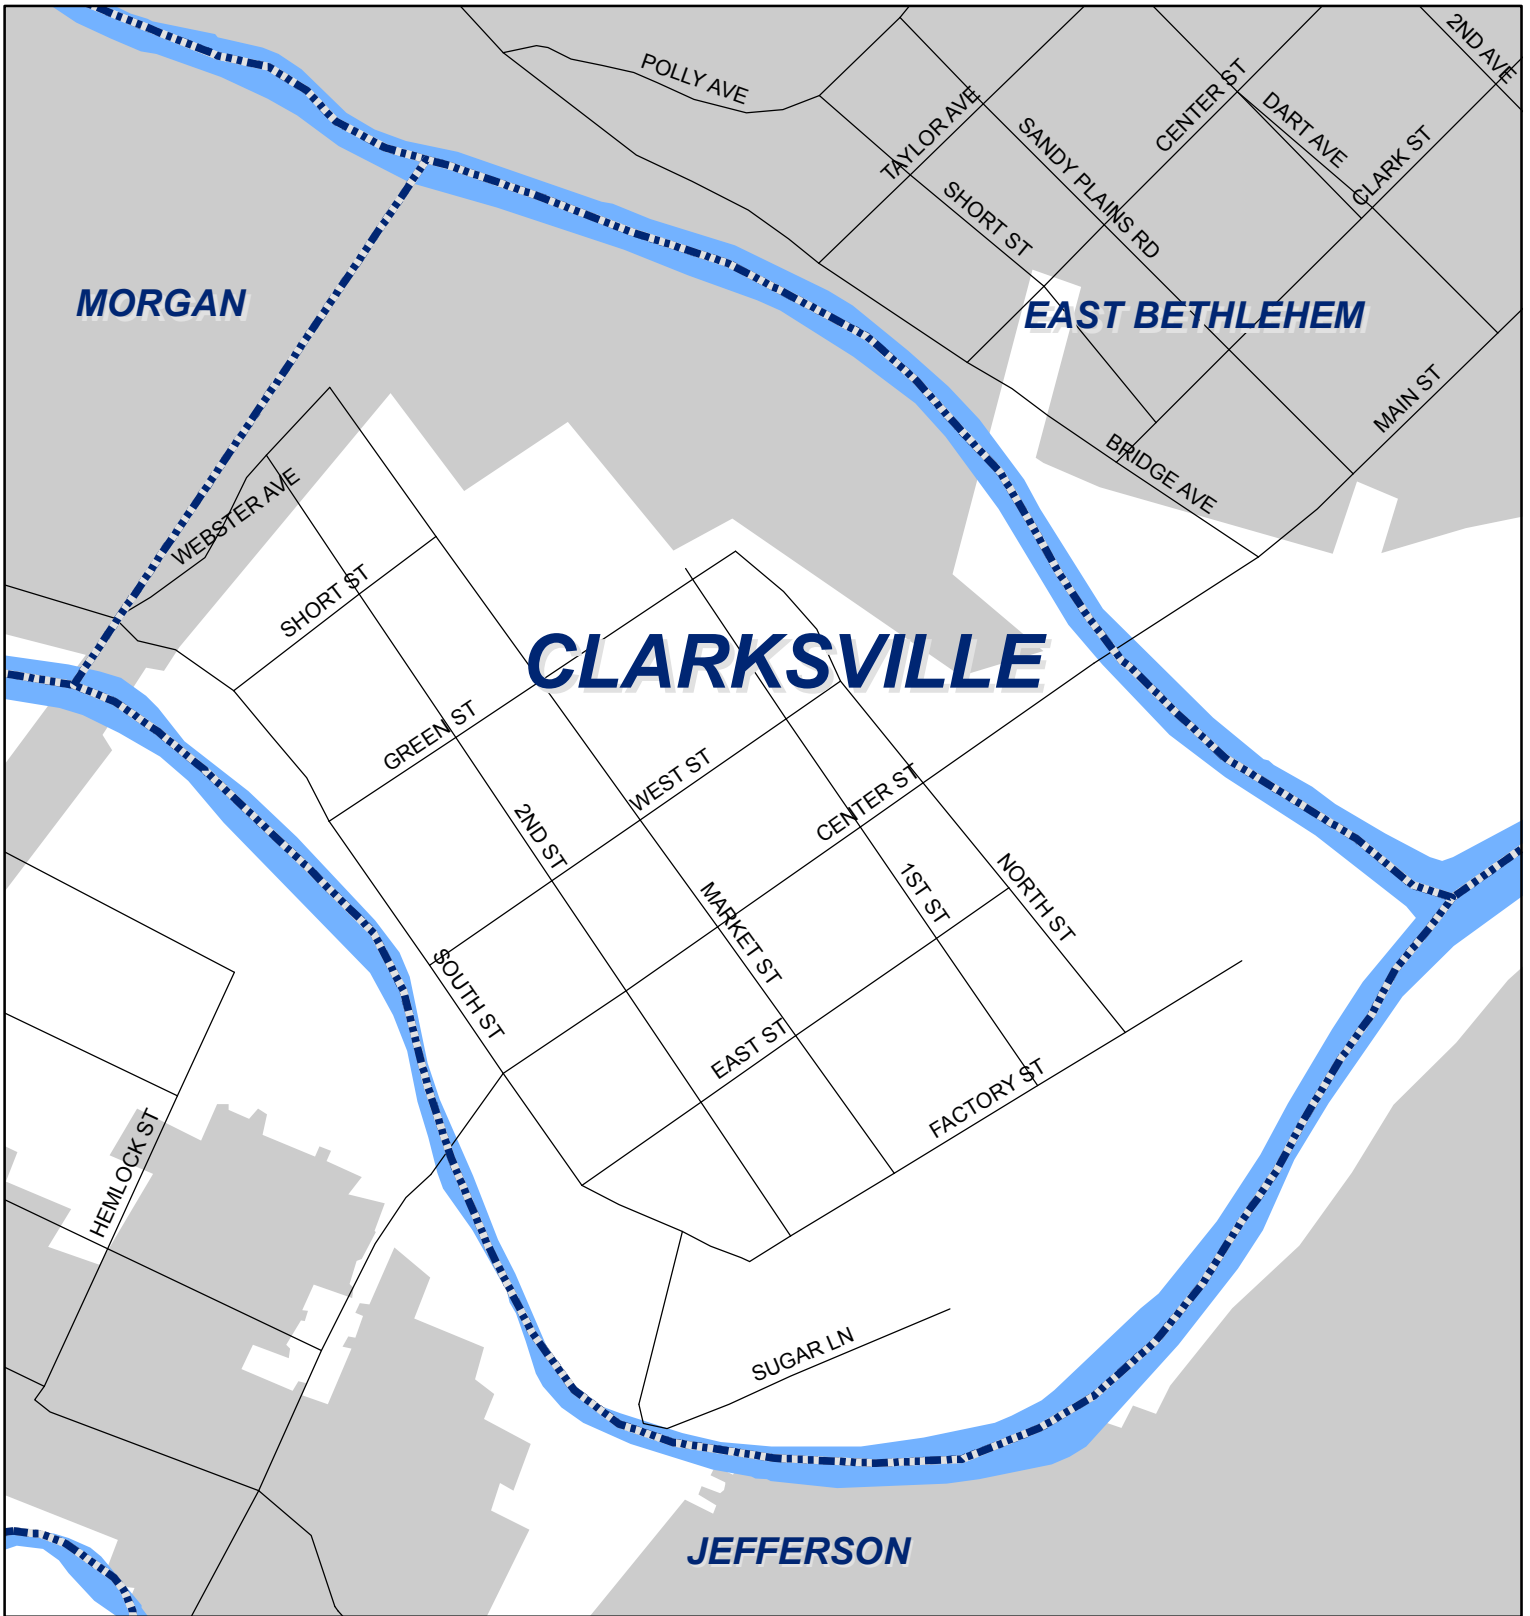 2ND AVE
POLLY AVE
CENTER ST
DART AVE
TAYLOR AVE
SANDY PLAINS RD
CLARK ST
SHORT ST
MORGAN
EAST BETHLEHEM
MAIN ST
BRIDGE AVE
WEBSTER AVE
SHORT ST
CLARKSVILLE
GREEN ST
WEST ST
CENTER ST
2ND ST
1ST ST
NORTH ST
MARKET ST
SOUTH ST
EAST ST
FACTORY ST
HEMLOCK ST
SUGAR LN
JEFFERSON